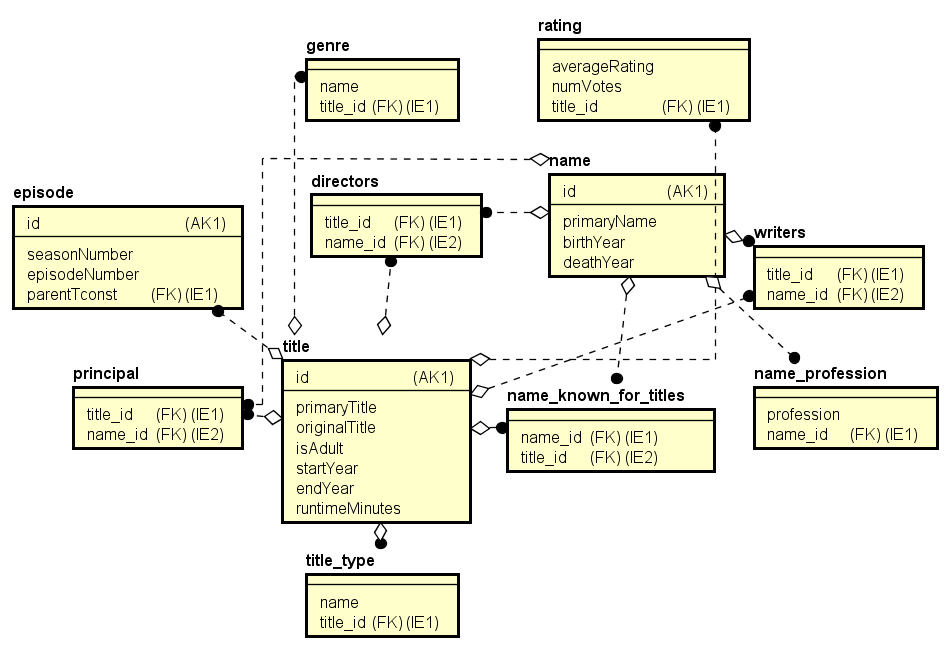 rating
averageRating
numVotes
title_id (FK) (IE1)
genre
name
title_id (FK) (IE1)
name
id (AK1)
primaryName
birthYear
deathYear
directors
title_id (FK) (IE1)
name_id (FK) (IE2)
episode
id (AK1)
seasonNumber
episodeNumber
parentTconst (FK) (IE1)
writers
title_id (FK) (IE1)
name_id (FK) (IE2)
title
id (AK1)
primaryTitle
originalTitle
isAdult
startYear
endYear
runtimeMinutes
principal
title_id (FK) (IE1)
name_id (FK) (IE2)
name_known_for_titles
name_id (FK) (IE1)
title_id (FK) (IE2)
name_profession
profession
name_id (FK) (IE1)
title_type
name
title_id (FK) (IE1)